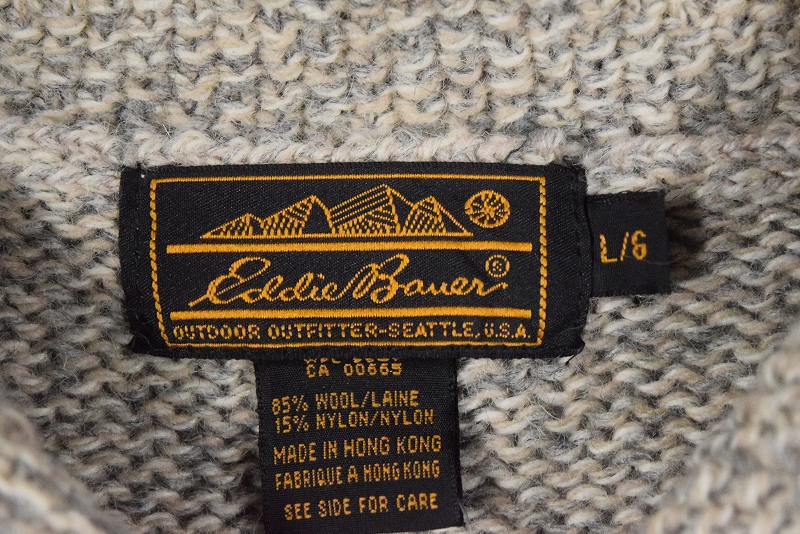 Eddie Bauer ®
OUTDOOR OUTFITTER-SEATTLE, U.S.A.
L/G
CA 00665
85% WOOL/LAINE
15% NYLON/NYLON
MADE IN HONG KONG
FABRIQUE A HONG KONG
SEE SIDE FOR CARE